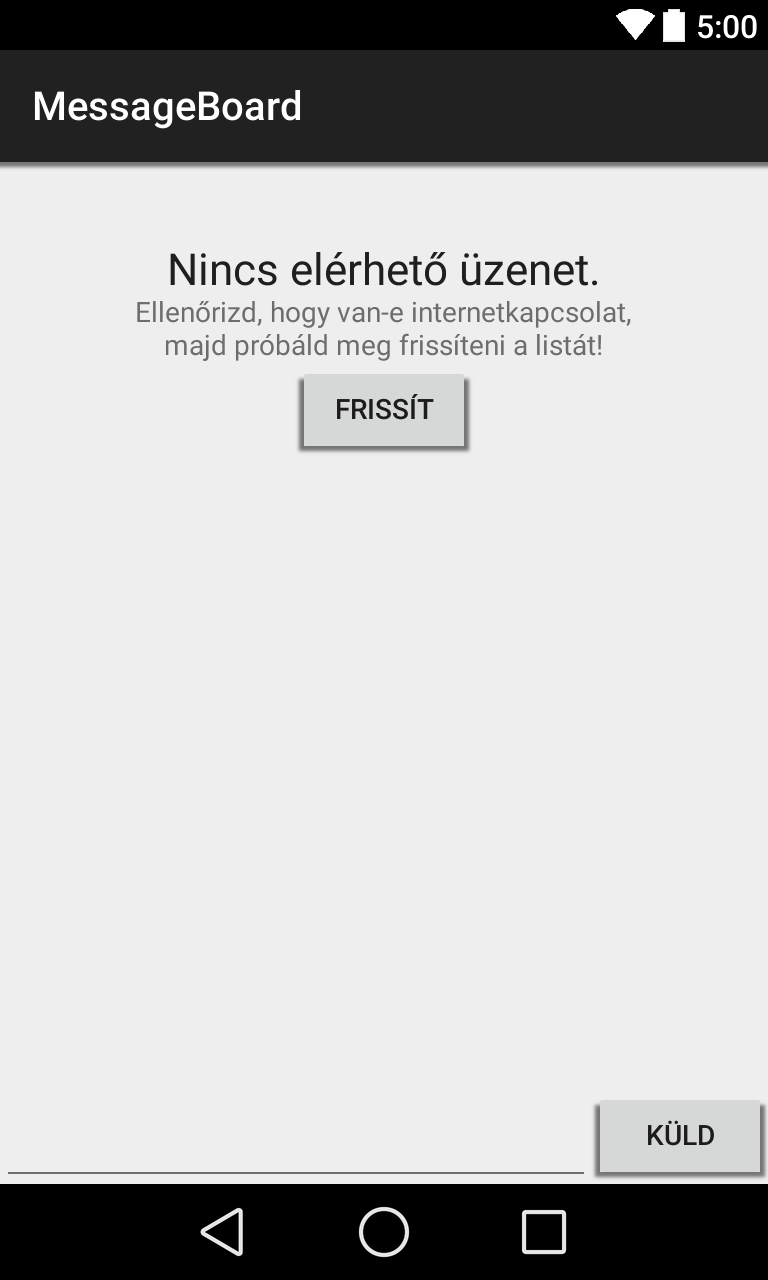 5:00
MessageBoard
Nincs elérhető üzenet.
Ellenőrizd, hogy van-e internetkapcsolat,
majd próbáld meg frissíteni a listát!
FRISSÍT
KÜLD